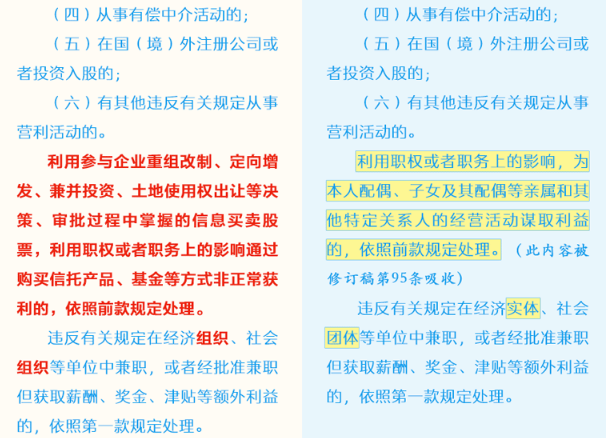 （四）从事有偿中介活动的；
（五）在国（境）外注册公司或
者投资入股的；
（六）有其他违反有关规定从事
营利活动的。
利用参与企业重组改制、定向增
发、兼并投资、土地使用权出让等决
策、审批过程中掌握的信息买卖股
票，利用职权或者职务上的影响通过
购买信托产品、基金等方式非正常获
利的，依照前款规定处理。
违反有关规定在经济组织、社会
组织等单位中兼职，或者经批准兼职
但获取薪酬、奖金、津贴等额外利益
的，依照第一款规定处理。
（四）从事有偿中介活动的；
（五）在国（境）外注册公司或
者投资入股的；
（六）有其他违反有关规定从事
营利活动的。
利用职权或者职务上的影响，为
本人配偶、子女及其配偶等亲属和其
他特定关系人的经营活动谋取利益
的，依照前款规定处理。（此内容被
修订稿第95条吸收）
违反有关规定在经济实体、社会
团体等单位中兼职，或者经批准兼职
但获取薪酬、奖金、津贴等额外利益
的，依照第一款规定处理。